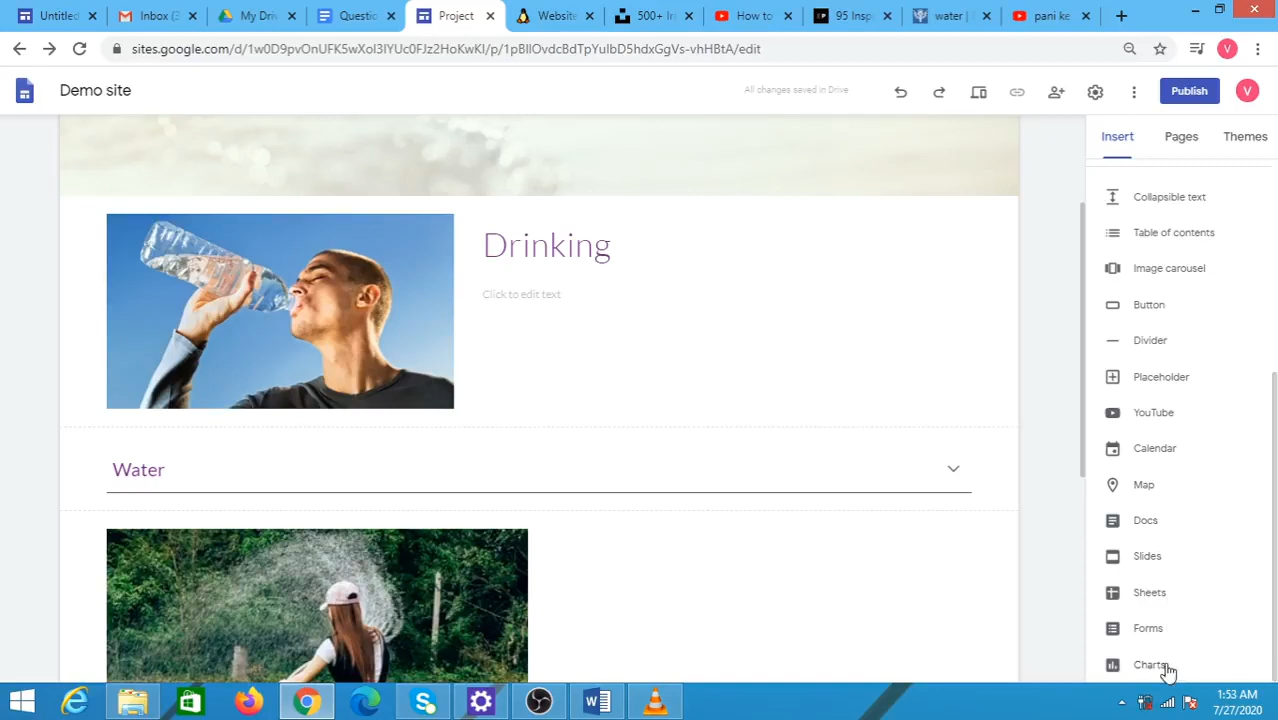 Untitled
Inbox (3
My Driv
Questio
Project
Website
500+ In
How to
95 Insp
water |
pani ke
sites.google.com/d/1w0D9pvOnUFK5wXoI3IYUc0FJz2HoKwKl/p/1pBllOvdcBdTpYulbD5hdxGgVs-vhHBtA/edit
V
Demo site
All changes saved in Drive
Publish
V
Insert
Pages
Themes
Collapsible text
Table of contents
Image carousel
Button
Divider
Placeholder
YouTube
Calendar
Map
Docs
Slides
Sheets
Forms
Charts
Drinking
Click to edit text
Water
1:53 AM
7/27/2020